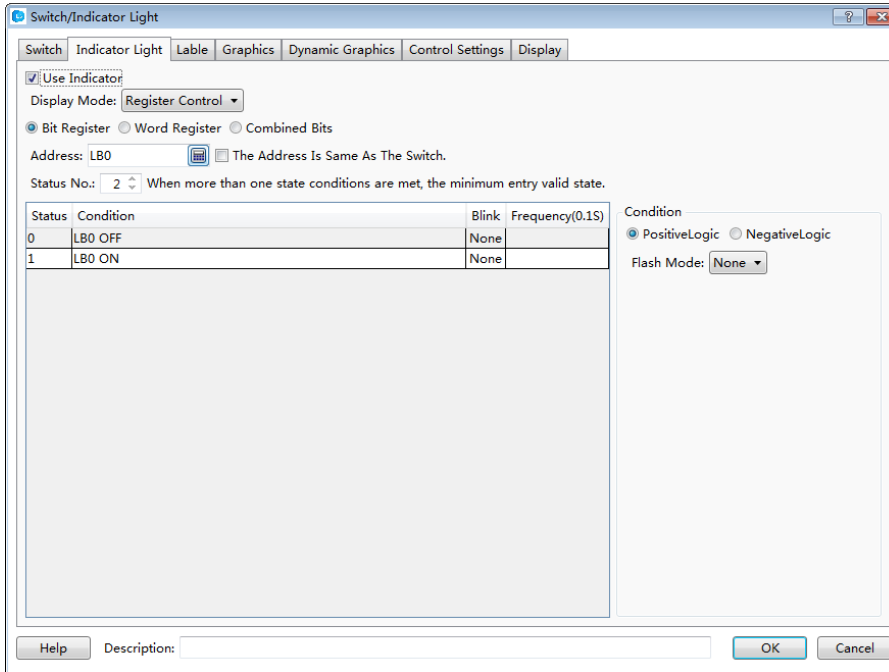 Switch/Indicator Light
Switch Indicator Light Lable Graphics Dynamic Graphics Control Settings Display
Use Indicator
Display Mode: Register Control
Bit Register Word Register Combined Bits
Address: LB0 The Address Is Same As The Switch.
Status No.: 2 When more than one state conditions are met, the minimum entry valid state.
Status Condition Blink Frequency(0.1S)
0 LB0 OFF None
1 LB0 ON None
Condition
PositiveLogic NegativeLogic
Flash Mode: None
Help Description: OK Cancel